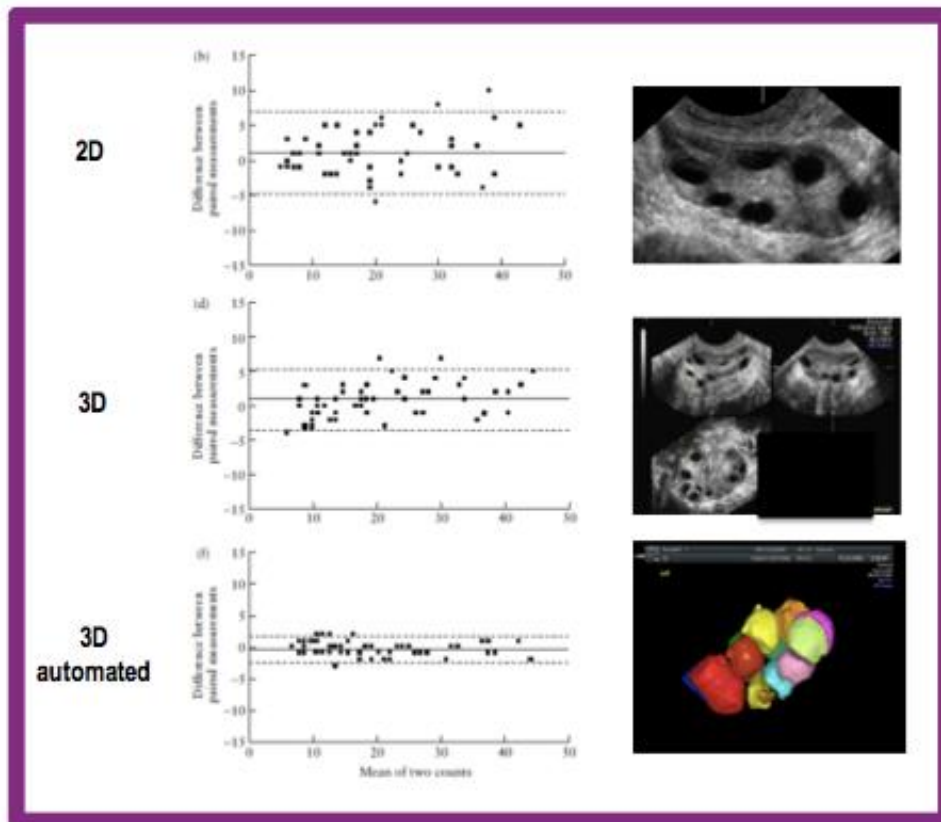 2D
(b)
Difference between
paired measurements
15
10
5
0
−5
−10
−15
0 10 20 30 40 50
3D
(d)
Difference between
paired measurements
15
10
5
0
−5
−10
−15
0 10 20 30 40 50
3D
automated
(f)
Difference between
paired measurements
15
10
5
0
−5
−10
−15
0 10 20 30 40 50
Mean of two counts